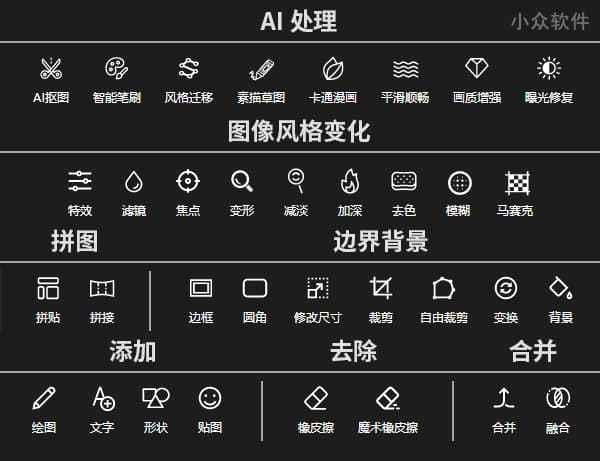 AI 处理
小众软件
AI抠图 智能笔刷 风格迁移 素描草图 卡通漫画 平滑顺畅 画质增强 曝光修复
图像风格变化
特效 滤镜 焦点 变形 减淡 加深 去色 模糊 马赛克
拼图 边界背景
拼贴 拼接 边框 圆角 修改尺寸 裁剪 自由裁剪 变换 背景
添加 去除 合并
绘图 文字 形状 贴图 橡皮擦 魔术橡皮擦 合并 融合